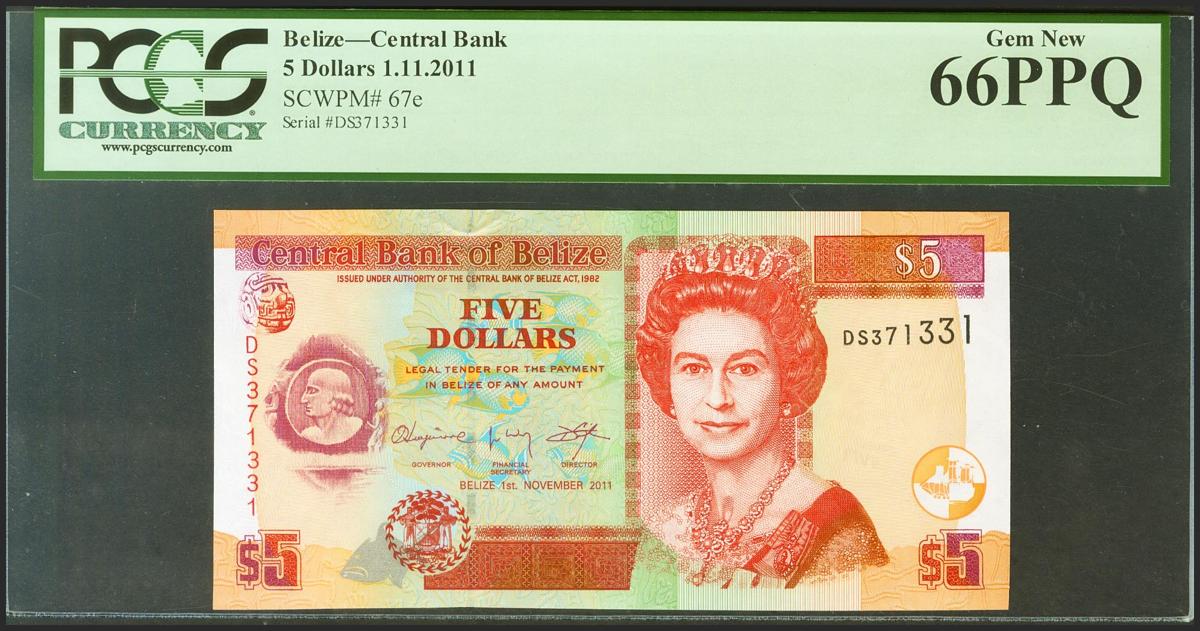 PCGS
CURRENCY
www.pcgscurrency.com
Belize—Central Bank
5 Dollars 1.11.2011
SCWPM# 67e
Serial #DS371331
Gem New
66PPQ
Central Bank of Belize
ISSUED UNDER AUTHORITY OF THE CENTRAL BANK OF BELIZE ACT, 1982
$5
FIVE
DOLLARS
DS371331
LEGAL TENDER FOR THE PAYMENT
IN BELIZE OF ANY AMOUNT
DS371331
GOVERNOR
FINANCIAL
SECRETARY
DIRECTOR
BELIZE 1st. NOVEMBER 2011
$5
$5